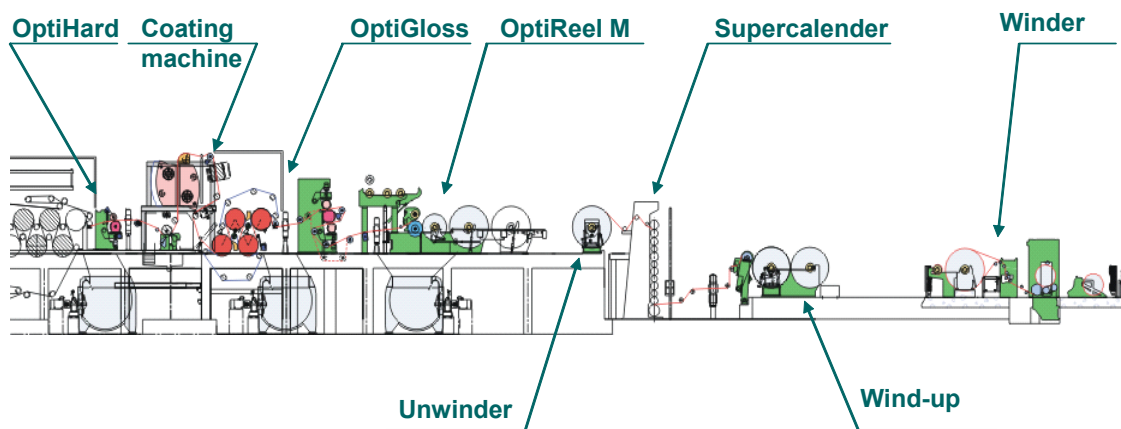 OptiHard
Coating
machine
OptiGloss
OptiReel M
Supercalender
Winder
Unwinder
Wind-up